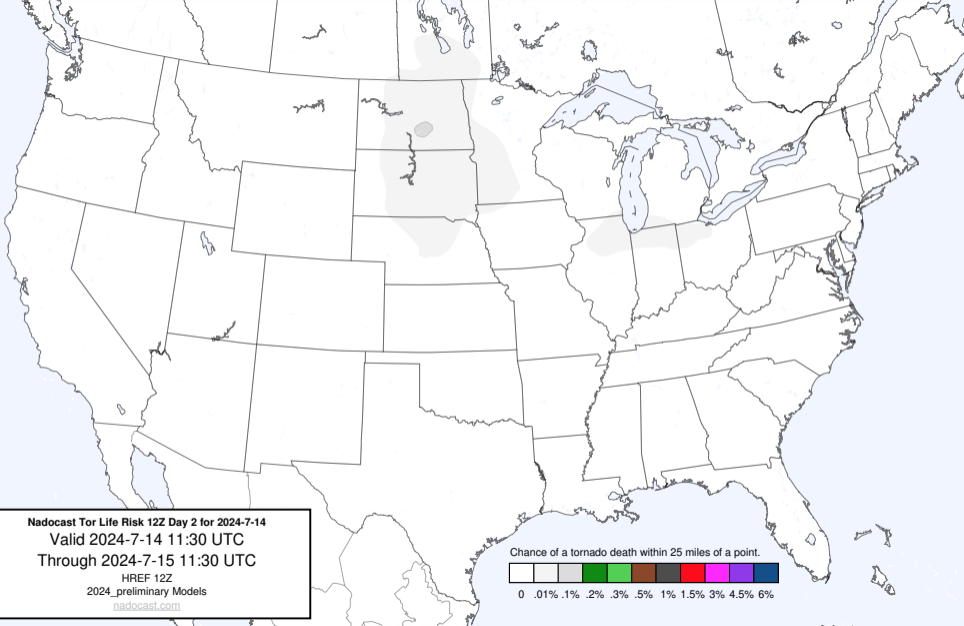 Nadocast Tor Life Risk 12Z Day 2 for 2024-7-14
Valid 2024-7-14 11:30 UTC
Through 2024-7-15 11:30 UTC
HREF 12Z
2024_preliminary Models
nadocast.com
Chance of a tornado death within 25 miles of a point.
0 .01% .1% .2% .3% .5% 1% 1.5% 3% 4.5% 6%